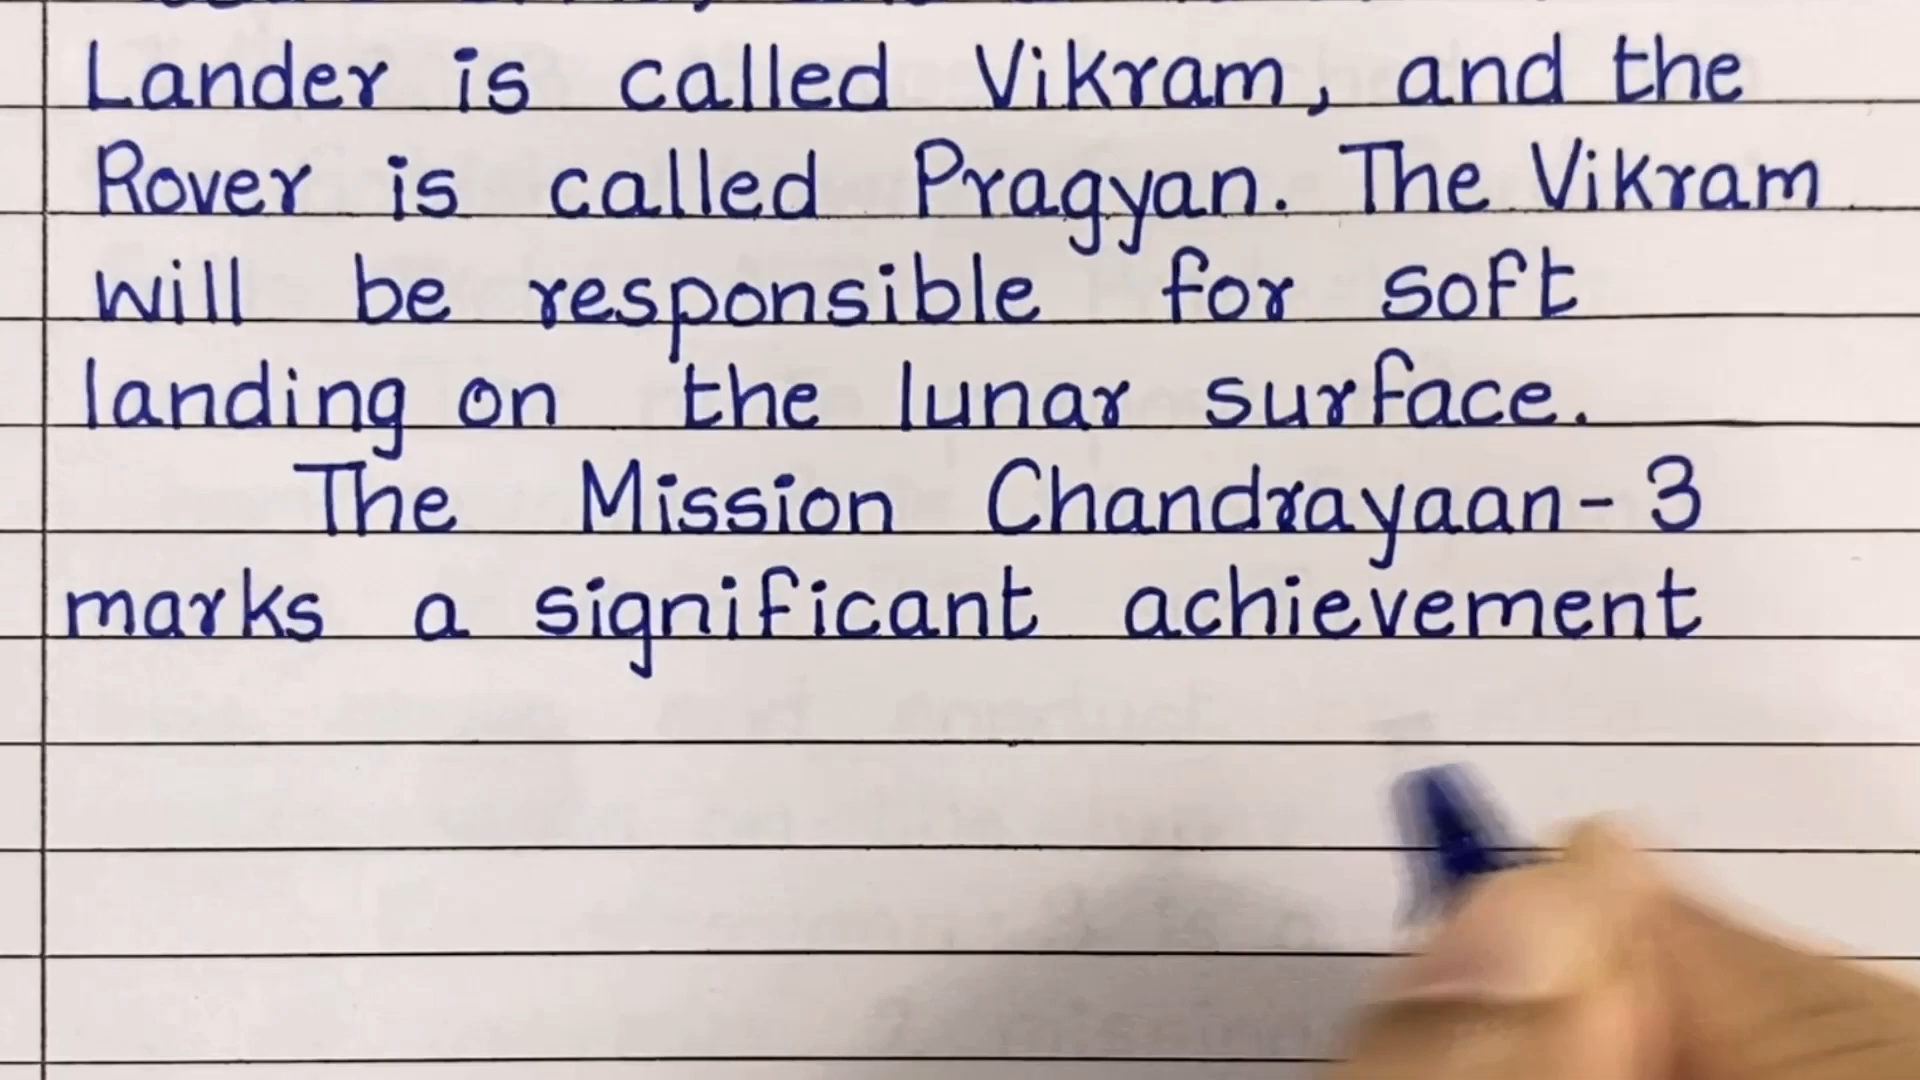 Lander is called Vikram, and the
Rover is called Pragyan. The Vikram
will be responsible for soft
landing on the lunar surface.
The Mission Chandrayaan-3
marks a significant achievement